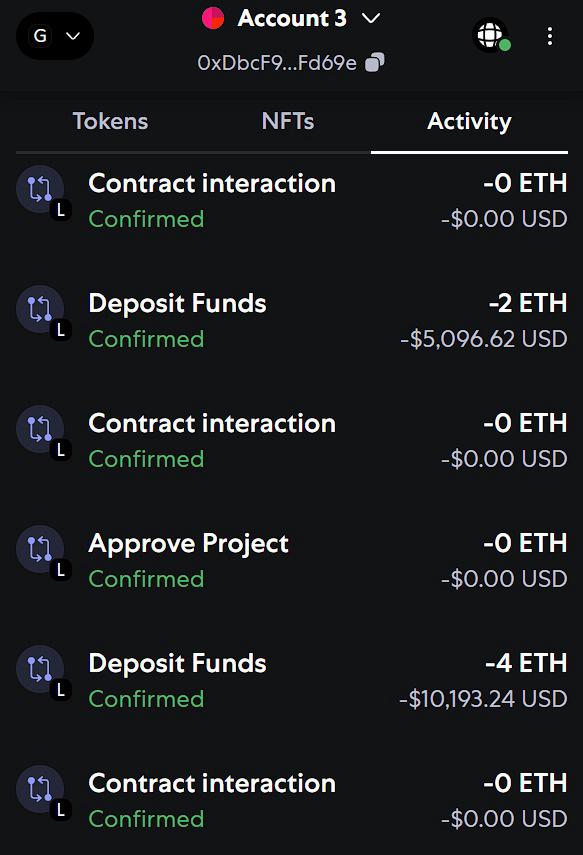 G
Account 3
0xDbcF9...Fd69e
Tokens NFTs Activity
Contract interaction -0 ETH
L Confirmed -$0.00 USD
Deposit Funds -2 ETH
L Confirmed -$5,096.62 USD
Contract interaction -0 ETH
L Confirmed -$0.00 USD
Approve Project -0 ETH
L Confirmed -$0.00 USD
Deposit Funds -4 ETH
L Confirmed -$10,193.24 USD
Contract interaction -0 ETH
L Confirmed -$0.00 USD